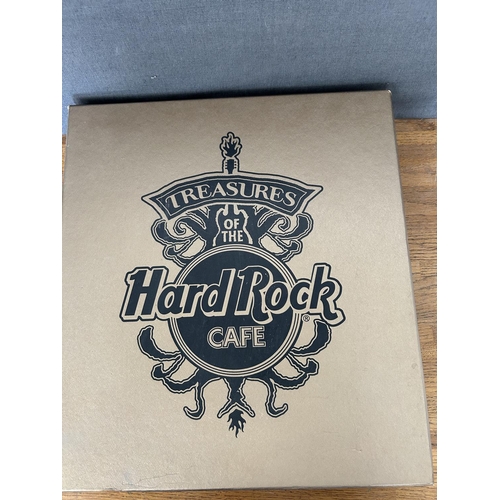 TREASURES
OF
THE
Hard Rock
CAFE
®